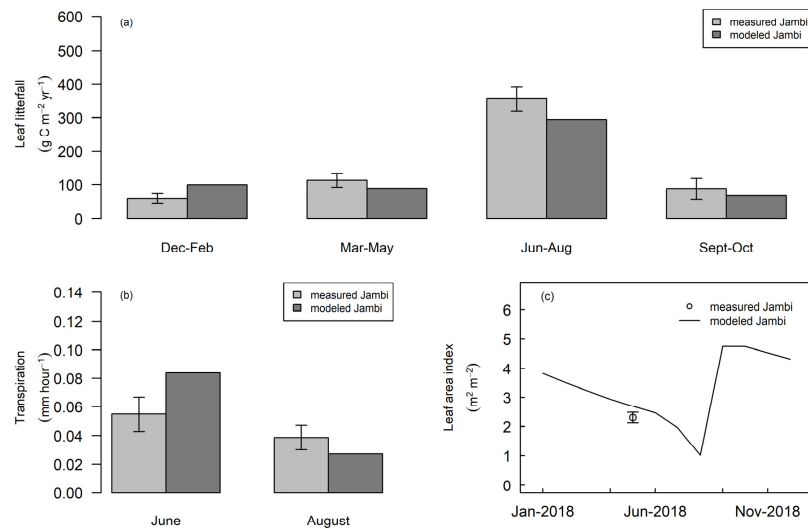 (a)
measured Jambi
modeled Jambi
Leaf litterfall
(g C m⁻² yr⁻¹)
600
500
400
300
200
100
0
Dec-Feb
Mar-May
Jun-Aug
Sept-Oct
(b)
measured Jambi
modeled Jambi
Transpiration
(mm hour⁻¹)
0.14
0.12
0.10
0.08
0.06
0.04
0.02
0.00
June
August
(c)
measured Jambi
modeled Jambi
Leaf area index
(m² m⁻²)
6
5
4
3
2
1
0
Jan-2018
Jun-2018
Nov-2018